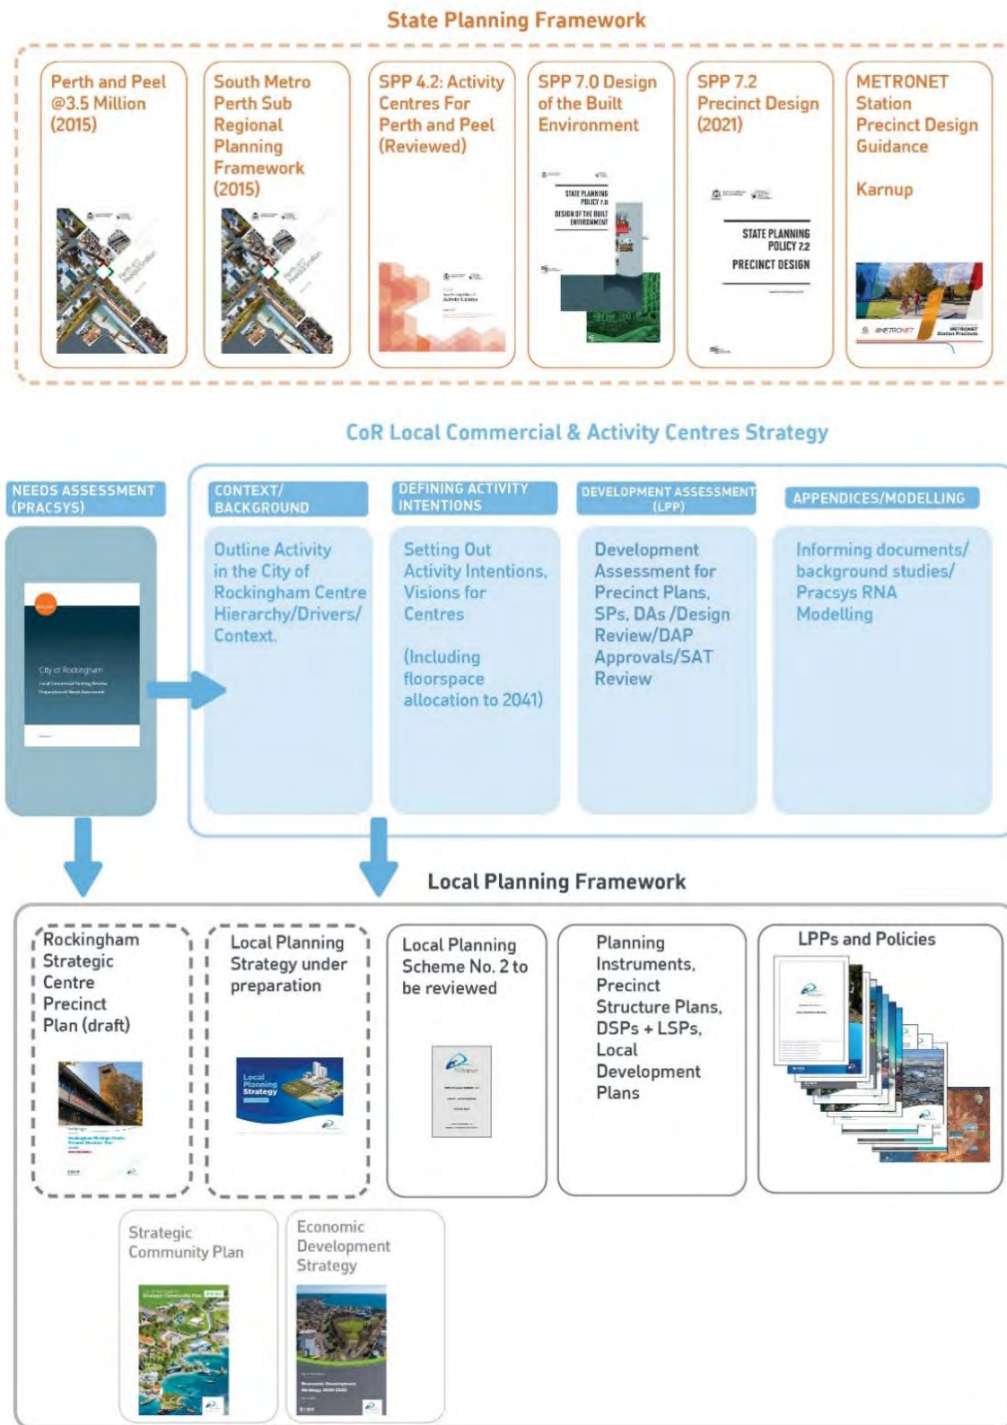 State Planning Framework
Perth and Peel
@3.5 Million
(2015)
South Metro
Perth Sub
Regional
Planning
Framework
(2015)
SPP 4.2: Activity
Centres For
Perth and Peel
(Reviewed)
SPP 7.0 Design
of the Built
Environment
STATE PLANNING
POLICY 7.0
DESIGN OF THE BUILT
ENVIRONMENT
SPP 7.2
Precinct Design
(2021)
STATE PLANNING
POLICY 7.2
PRECINCT DESIGN
METRONET
Station
Precinct Design
Guidance
Karnup
METRONET
METRONET
Station Precincts
Activity Centres
CoR Local Commercial & Activity Centres Strategy
NEEDS ASSESSMENT
(PRACSYS)
City of Rockingham
CONTEXT/
BACKGROUND
Outline Activity
in the City of
Rockingham Centre
Hierarchy/Drivers/
Context.
DEFINING ACTIVITY
INTENTIONS
Setting Out
Activity Intentions,
Visions for
Centres
(Including
floorspace
allocation to 2041)
DEVELOPMENT ASSESSMENT
(LPP)
Development
Assessment for
Precinct Plans,
SPs, DAs /Design
Review/DAP
Approvals/SAT
Review
APPENDICES/MODELLING
Informing documents/
background studies/
Pracsys RNA
Modelling
Local Planning Framework
Rockingham
Strategic
Centre
Precinct
Plan (draft)
Local Planning
Strategy under
preparation
Local
Planning
Strategy
Local Planning
Scheme No. 2 to
be reviewed
Planning
Instruments,
Precinct
Structure Plans,
DSPs + LSPs,
Local
Development
Plans
LPPs and Policies
Strategic
Community Plan
Economic
Development
Strategy